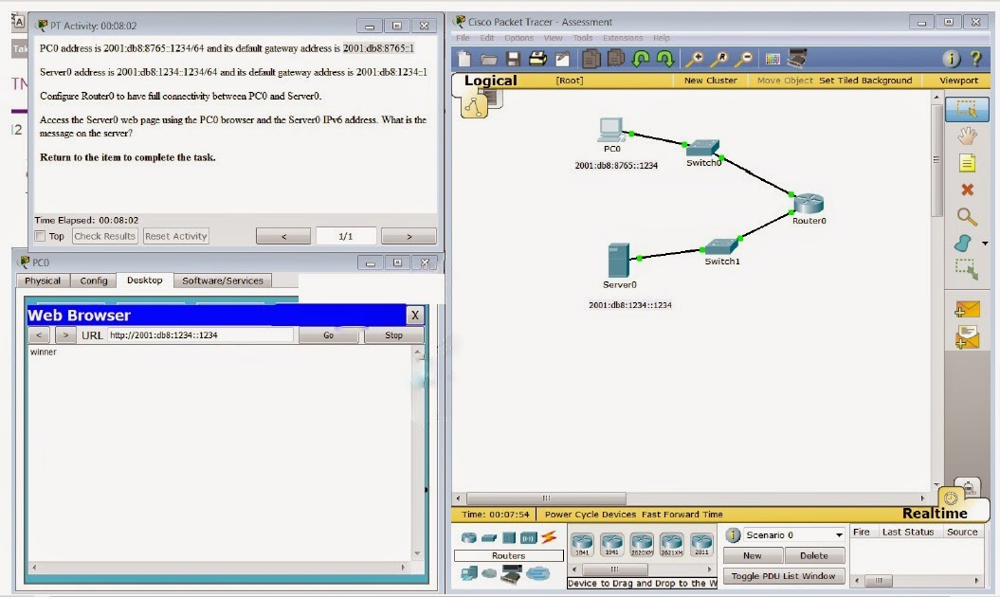 PT Activity: 00:08:02
PC0 address is 2001:db8:8765::1234/64 and its default gateway address is 2001:db8:8765::1
Server0 address is 2001:db8:1234::1234/64 and its default gateway address is 2001:db8:1234::1
Configure Router0 to have full connectivity between PC0 and Server0.
Access the Server0 web page using the PC0 browser and the Server0 IPv6 address. What is the
message on the server?
Return to the item to complete the task.
Time Elapsed: 00:08:02
Top
Check Results
Reset Activity
<
1/1
>
A
Tak
TN
12
PC0
Physical
Config
Desktop
Software/Services
Web Browser
X
<
>
URL
http://2001:db8:1234::1234
Go
Stop
winner
Cisco Packet Tracer - Assessment
File Edit Options View Tools Extensions Help
Logical
[Root]
New Cluster
Move Object
Set Tiled Background
Viewport
PC0
2001:db8:8765::1234
Switch0
Router0
Switch1
Server0
2001:db8:1234::1234
Realtime
Time: 00:07:54
Power Cycle Devices Fast Forward Time
Routers
1841
1941
2620XM
2621XM
2811
Device to Drag and Drop to the W
Scenario 0
New
Delete
Toggle PDU List Window
Fire
Last Status
Source